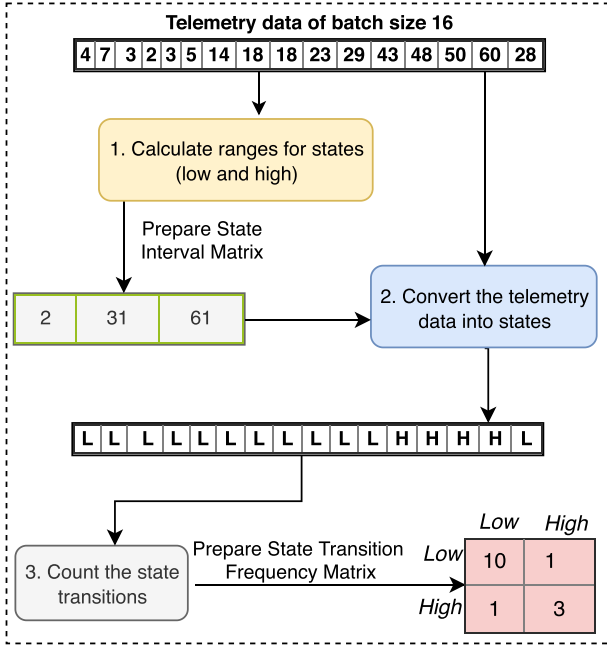 Telemetry data of batch size 16
4 7 3 2 3 5 14 18 18 23 29 43 48 50 60 28
1. Calculate ranges for states
(low and high)
Prepare State
Interval Matrix
2 31 61
2. Convert the telemetry
data into states
L L L L L L L L L L L H H H H L
3. Count the state
transitions
Prepare State Transition
Frequency Matrix
Low High
Low 10 1
High 1 3